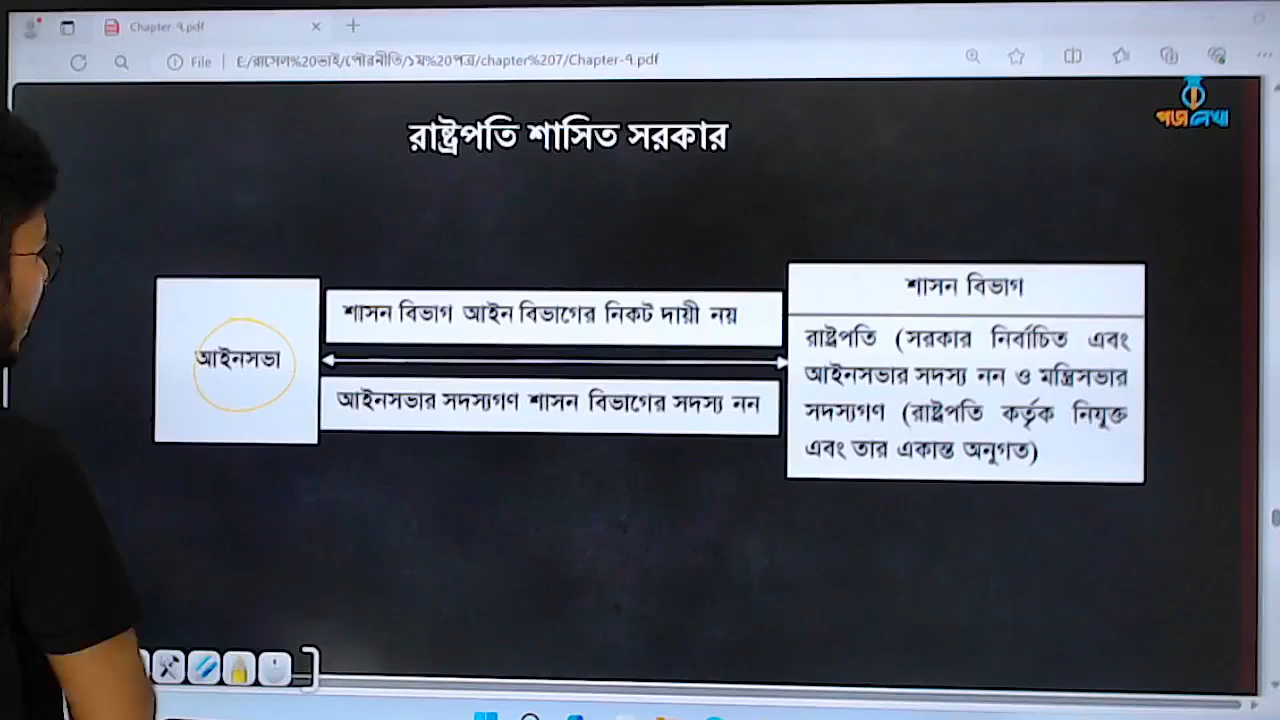 Chapter-৭.pdf
File
E:/রাসেল%20ভাই/পৌরনীতি/১ম%20পত্র/chapter%207/Chapter-৭.pdf
রাষ্ট্রপতি শাসিত সরকার
আইনসভা
শাসন বিভাগ আইন বিভাগের নিকট দায়ী নয়
আইনসভার সদস্যগণ শাসন বিভাগের সদস্য নন
শাসন বিভাগ
রাষ্ট্রপতি (সরকার নির্বাচিত এবং
আইনসভার সদস্য নন ও মন্ত্রিসভার
সদস্যগণ (রাষ্ট্রপতি কর্তৃক নিযুক্ত
এবং তার একান্ত অনুগত)